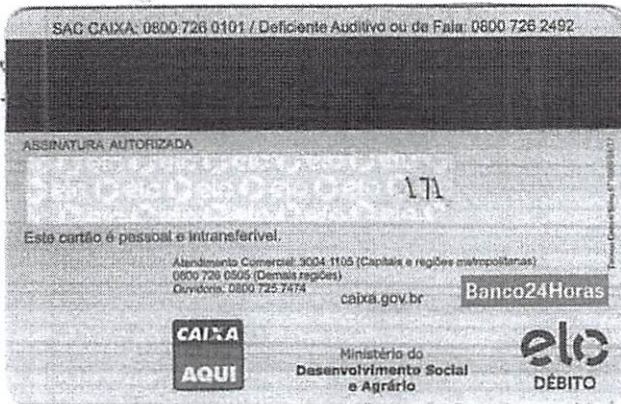 SAC CAIXA: 0800 726 0101 / Deficiente Auditivo ou de Fala: 0800 726 2492
ASSINATURA AUTORIZADA
171
Este cartão é pessoal e intransferível.
Atendimento Comercial: 3004 1105 (Capitais e regiões metropolitanas)
0800 726 0505 (Demais regiões)
Ouvidoria: 0800 725 7474
caixa.gov.br
Banco24Horas
CAIXA
AQUI
Ministério do
Desenvolvimento Social
e Agrário
elo
DÉBITO